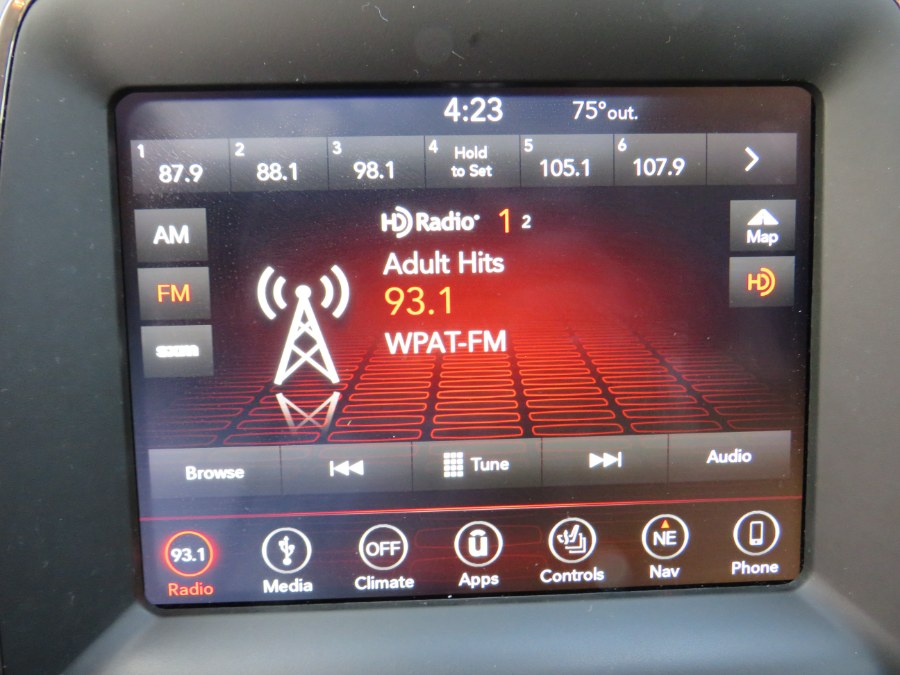 4:23 75° out.
1 87.9 2 88.1 3 98.1 4 Hold to Set 5 105.1 6 107.9
HD Radio 1 2
AM
Map
Adult Hits
FM
93.1
HD
WPAT-FM
Browse Tune Audio
93.1 OFF ū NE
Radio Media Climate Apps Controls Nav Phone